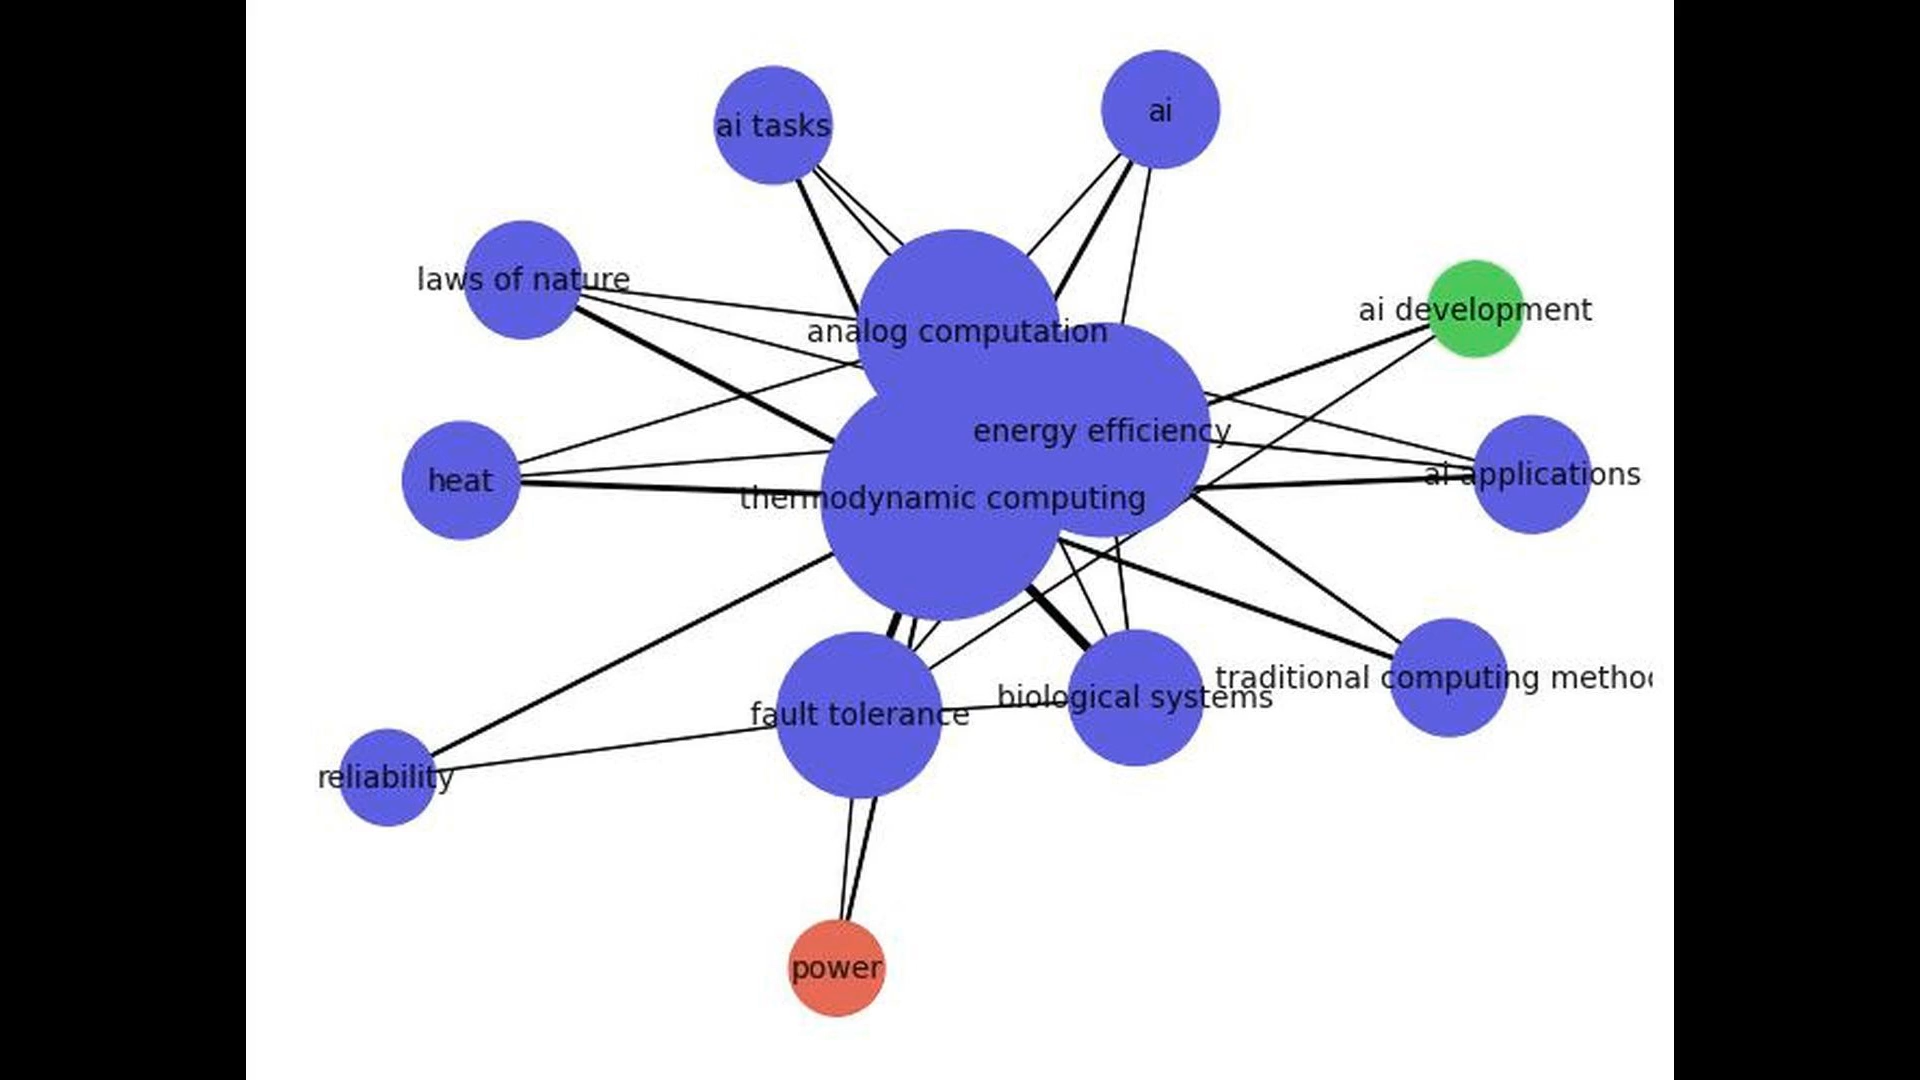 ai
ai tasks
laws of nature
ai development
analog computation
energy efficiency
ai applications
heat
thermodynamic computing
traditional computing
biological systems
fault tolerance
reliability
power